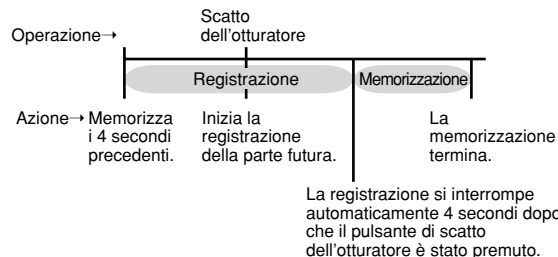 Scatto
dell'otturatore
Operazione→
Registrazione
Memorizzazione
Azione→
Memorizza
i 4 secondi
precedenti.
Inizia la
registrazione
della parte futura.
La
memorizzazione
termina.
La registrazione si interrompe
automaticamente 4 secondi dopo
che il pulsante di scatto
dell'otturatore è stato premuto.